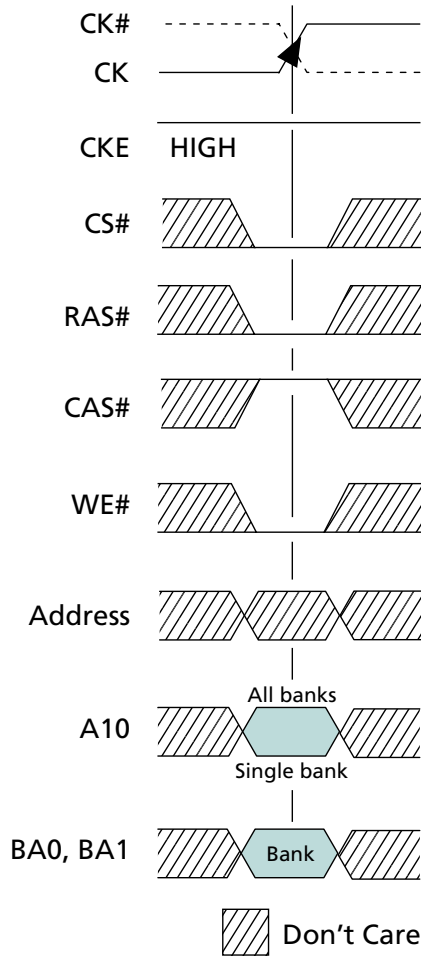 CK#
CK
CKE HIGH
CS#
RAS#
CAS#
WE#
Address
All banks
A10
Single bank
BA0, BA1 Bank
Don't Care